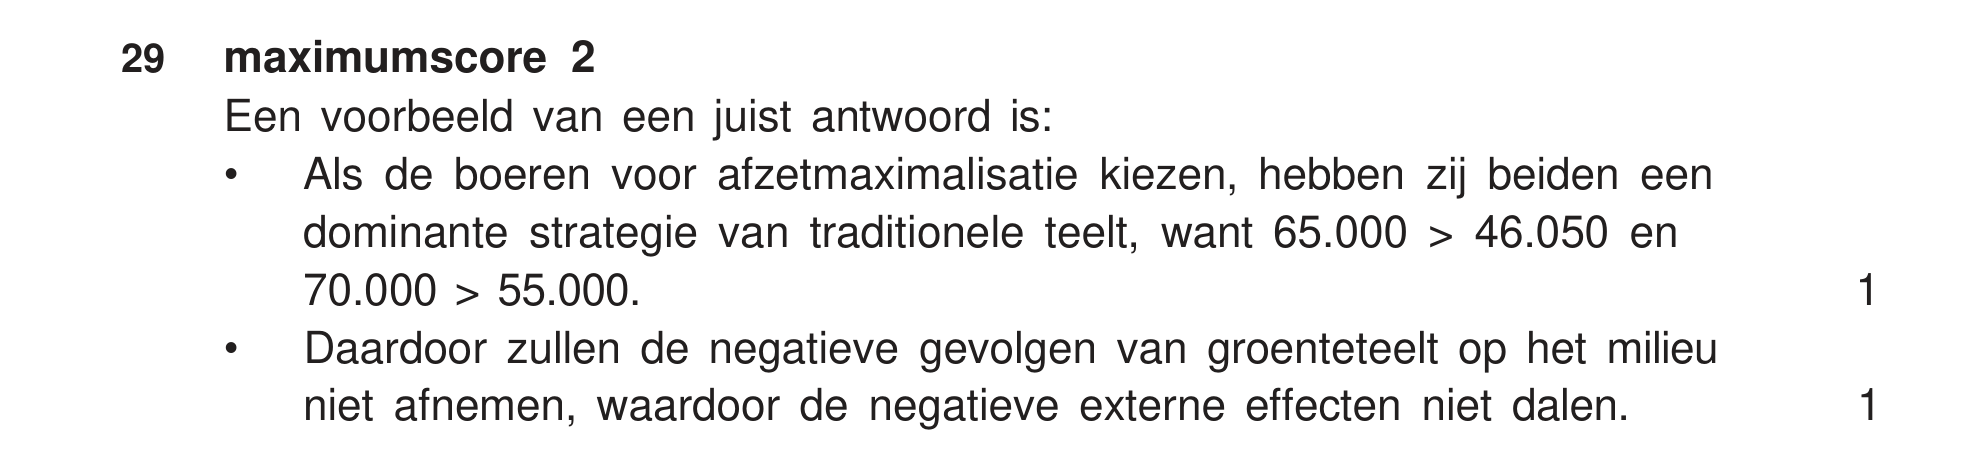 29 maximumscore 2
Een voorbeeld van een juist antwoord is:
• Als de boeren voor afzetmaximalisatie kiezen, hebben zij beiden een
dominante strategie van traditionele teelt, want 65.000 > 46.050 en
70.000 > 55.000. 1
• Daardoor zullen de negatieve gevolgen van groenteteelt op het milieu
niet afnemen, waardoor de negatieve externe effecten niet dalen. 1